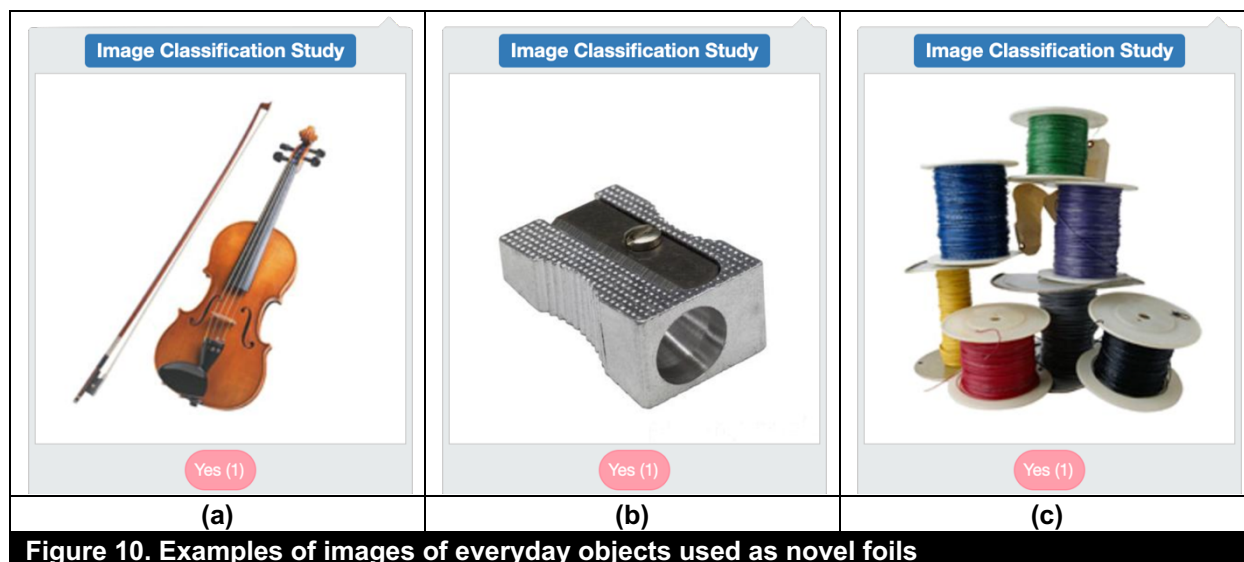 Image Classification Study
Image Classification Study
Image Classification Study
Yes (1)
Yes (1)
Yes (1)
(a)
(b)
(c)
Figure 10. Examples of images of everyday objects used as novel foils